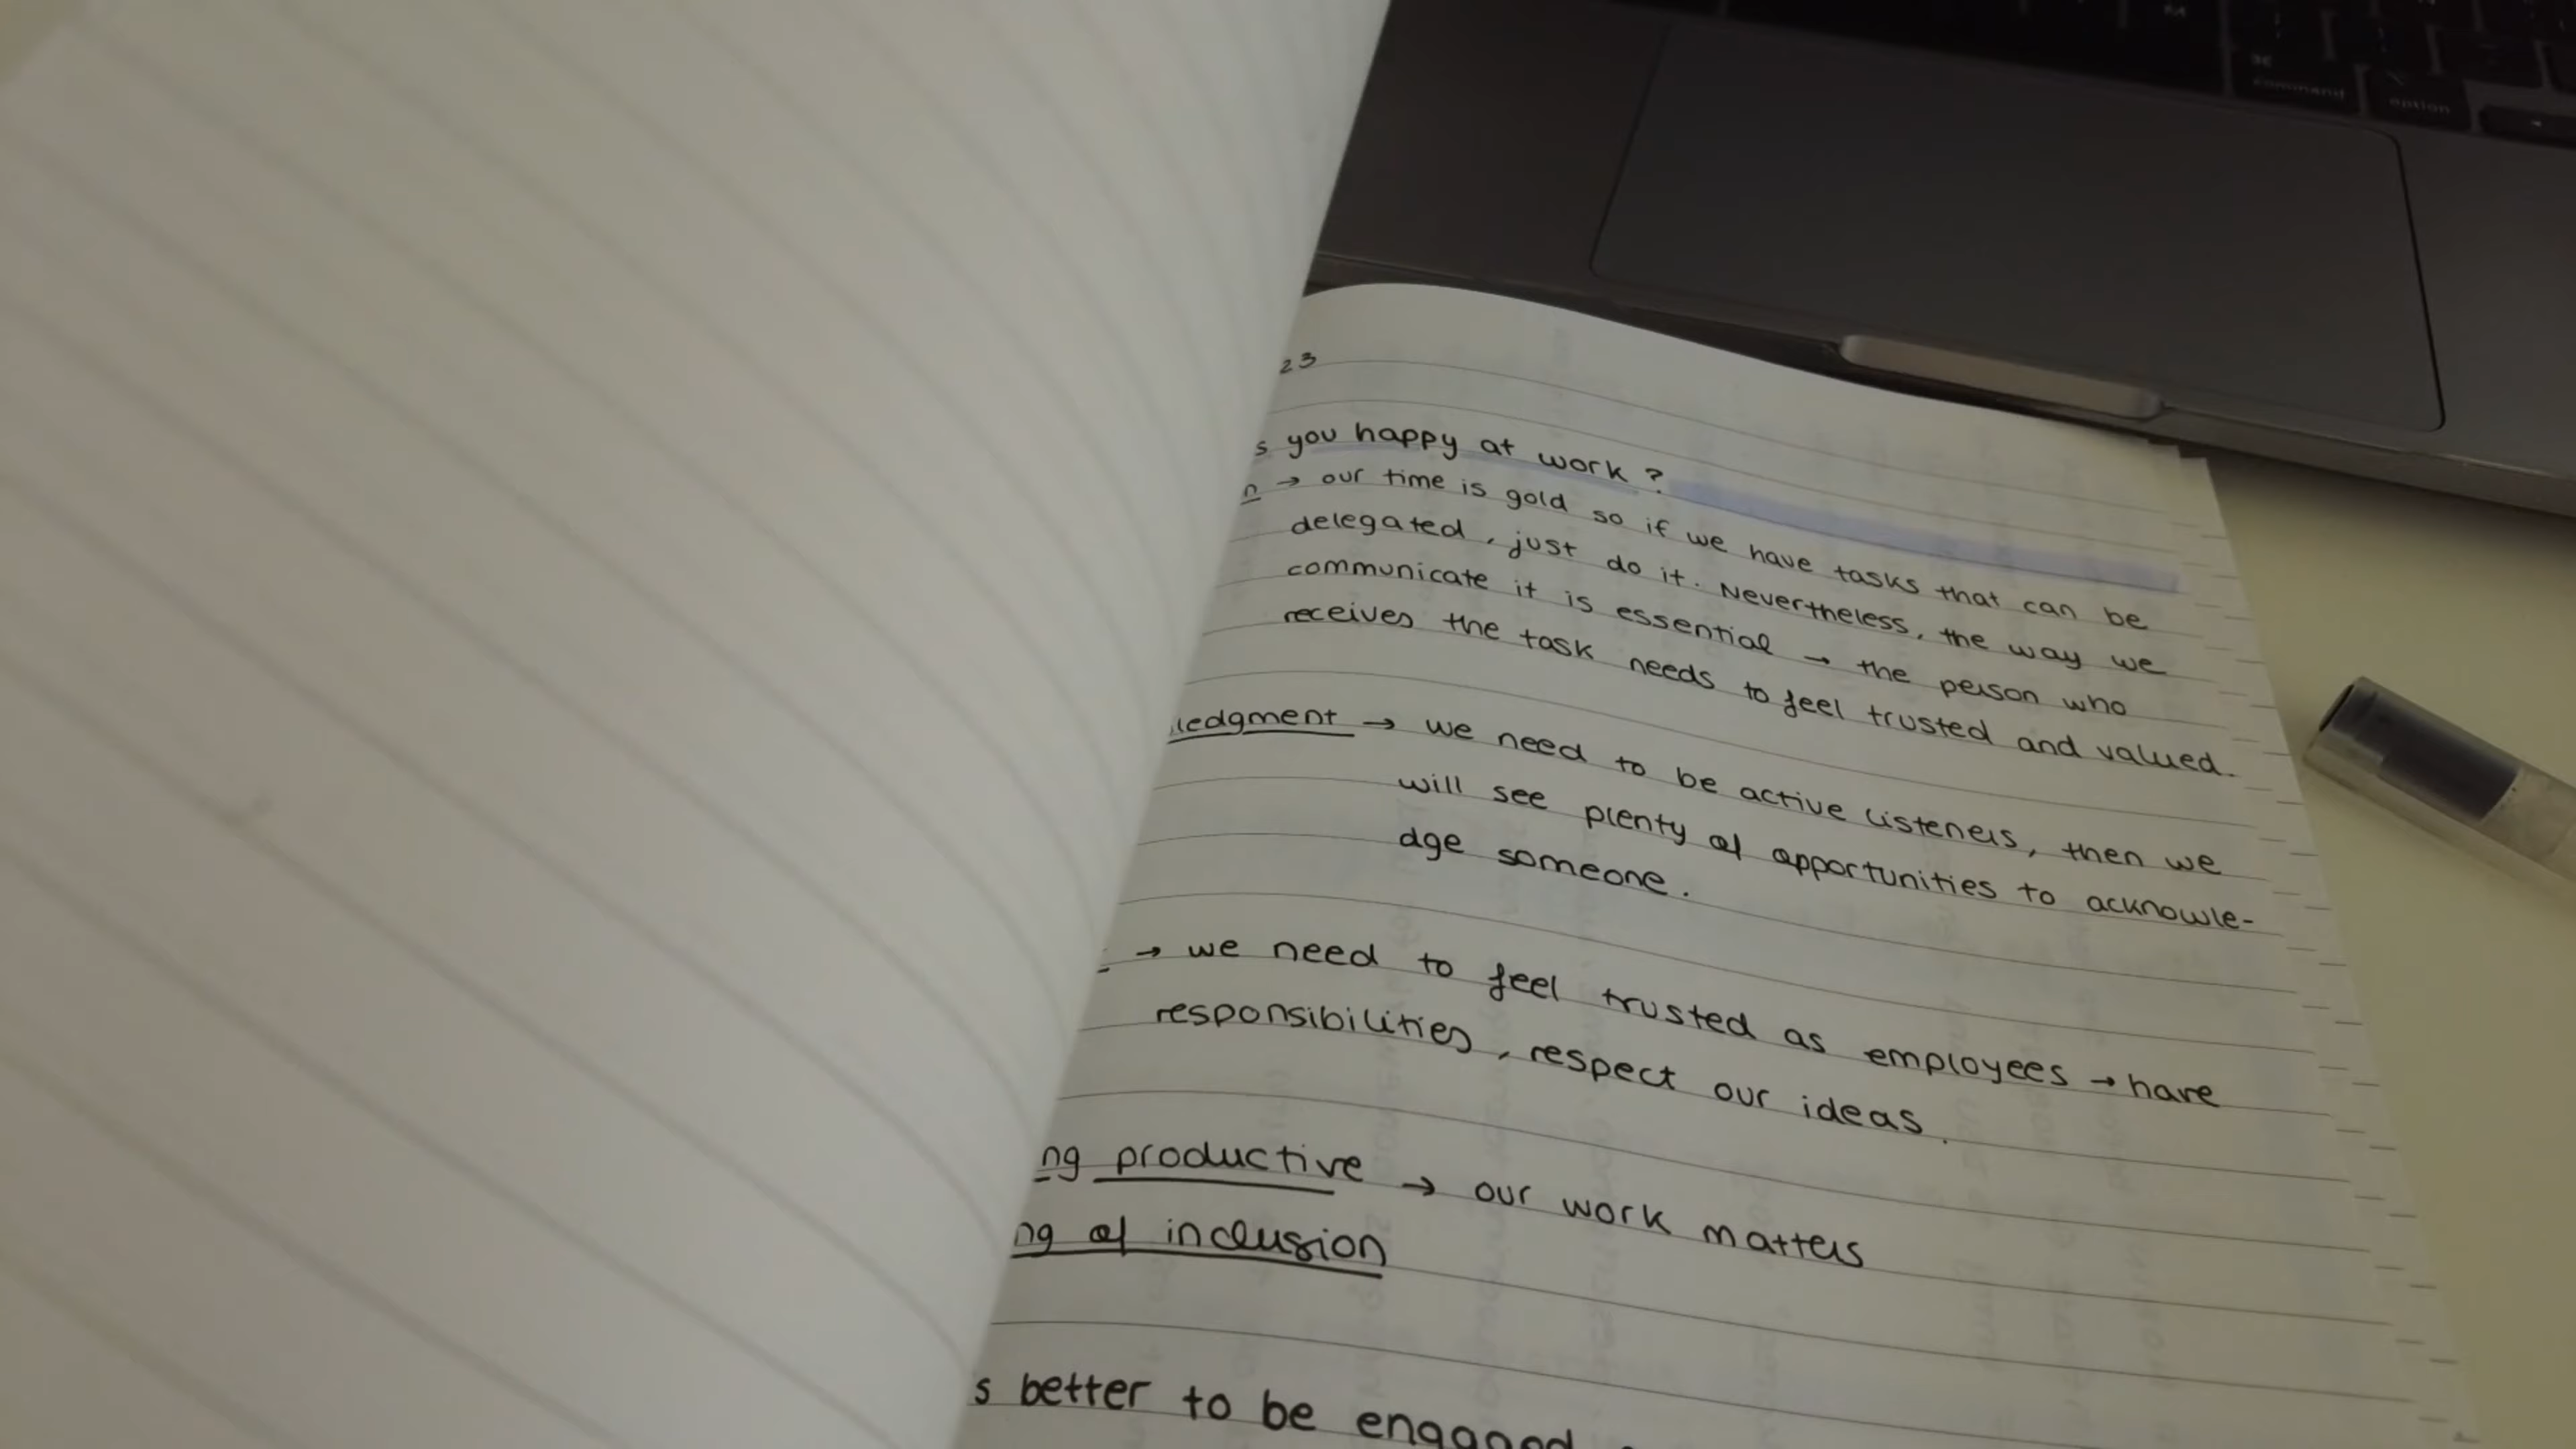 command
option
23
s you happy at work ?
n → our time is gold so if we have tasks that can be
delegated, just do it. Nevertheless, the way we
communicate it is essential → the person who
receives the task needs to feel trusted and valued.
ledgment → we need to be active listeners, then we
will see plenty of opportunities to acknowle-
dge someone.
→ we need to feel trusted as employees → have
responsibilities, respect our ideas.
ng productive → our work matters
ng of inclusion
s better to be engaged